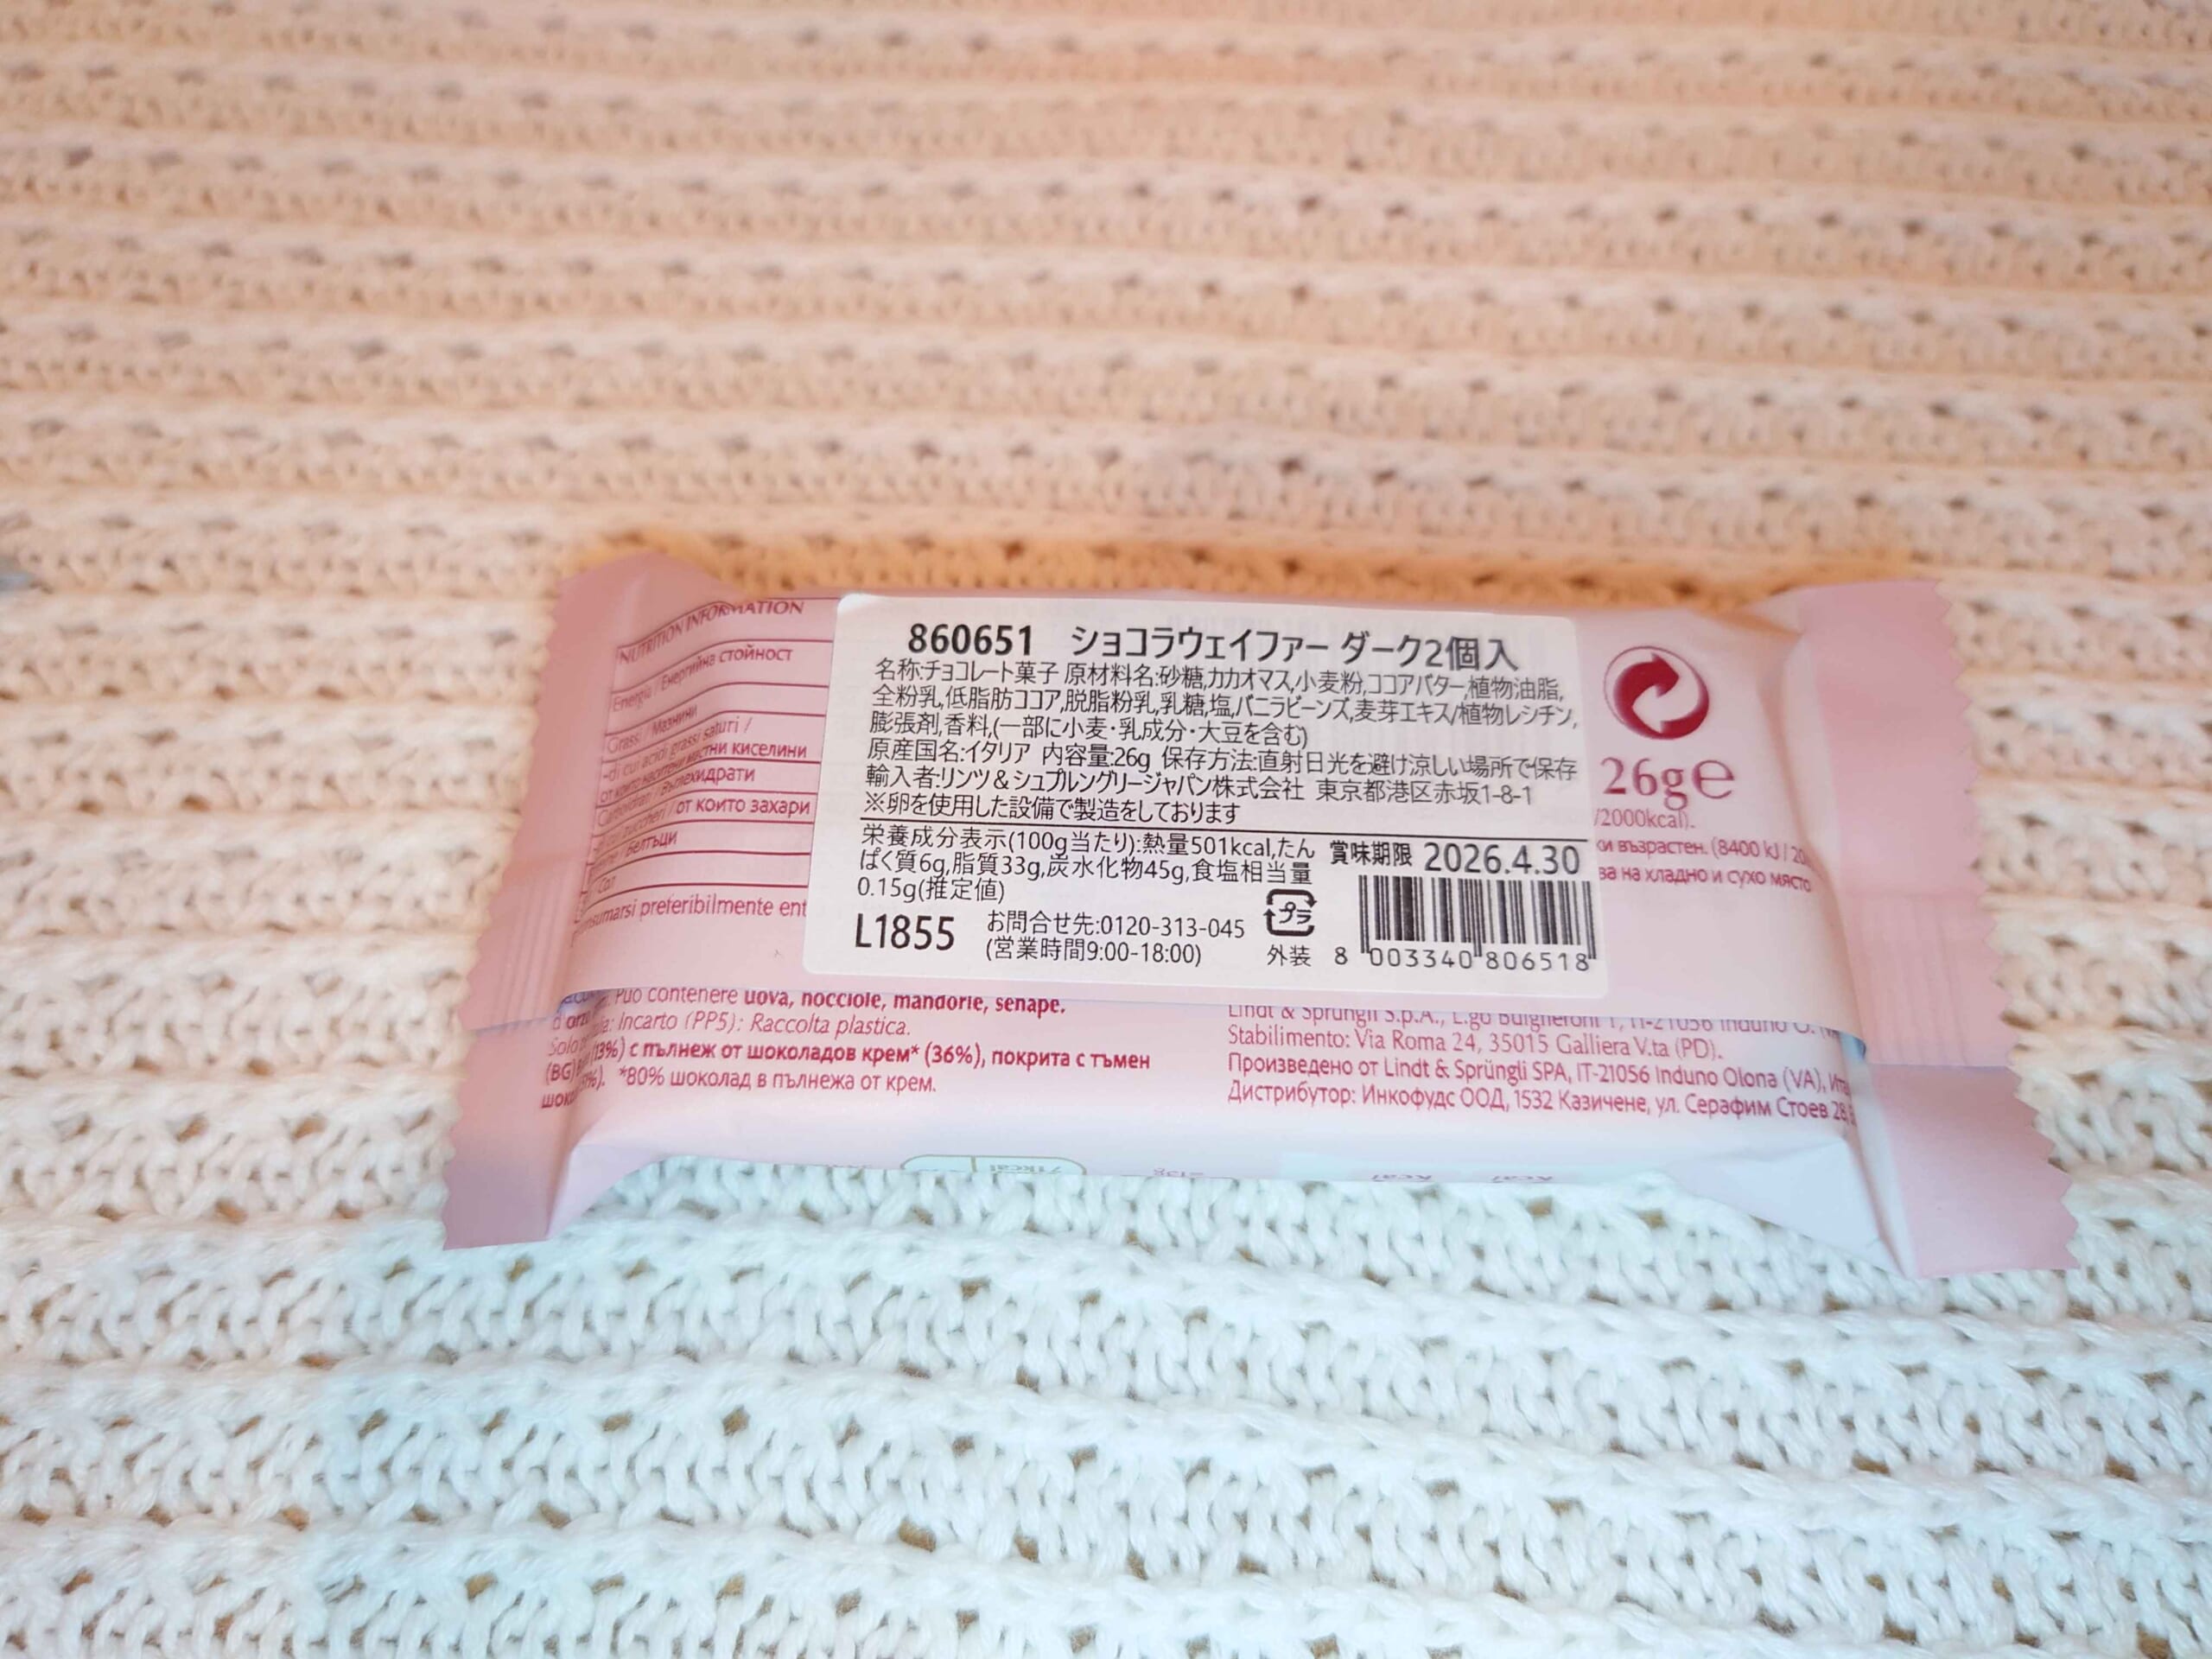 NUTRITION INFORMATION
Energia / Енергийна стойност
Grassi / Мазнини
-di cui acidi grassi saturi /
от които наситени мастни киселини
Carboidrati / Въглехидрати
di cui zuccheri / от които захари
Белтъци
Сол
preteribilmente ent
860651 ショコラウェイファー ダーク2個入
名称:チョコレート菓子 原材料名:砂糖,カカオマス,小麦粉,ココアバター,植物油脂,
全粉乳,低脂肪ココア,脱脂粉乳,乳糖,塩,バニラビーンズ,麦芽エキス/植物レシチン,
膨張剤,香料,(一部に小麦・乳成分・大豆を含む)
原産国名:イタリア 内容量:26g 保存方法:直射日光を避け涼しい場所で保存
輸入者:リンツ&シュプルングリージャパン株式会社 東京都港区赤坂1-8-1
※卵を使用した設備で製造をしております
栄養成分表示(100g当たり):熱量501kcal,たん
ぱく質6g,脂質33g,炭水化物45g,食塩相当量
0.15g(推定値)
賞味期限 2026.4.30
L1855
お問合せ先:0120-313-045
(営業時間9:00-18:00)
プラ
外装
8 003340 806518
26g℮
/2000kcal).
ки възрастен. (8400 kJ / 20
ва на хладно и сухо място
Può contenere uova, nocciole, mandorle, senape.
Incarto (PP5): Raccolta plastica.
(BG) (13%) с пълнеж от шоколадов крем* (36%), покрита с тъмен
*80% шоколад в пълнежа от крем.
Lindt & Sprüngli S.p.A., L.go Bulgheroni 1, IT-21056 Induno O.
Stabilimento: Via Roma 24, 35015 Galliera V.ta (PD).
Произведено от Lindt & Sprüngli SPA, IT-21056 Induno Olona (VA),
Дистрибутор: Инкофудс ООД, 1532 Казичене, ул. Серафим Стоев 28
71kcal